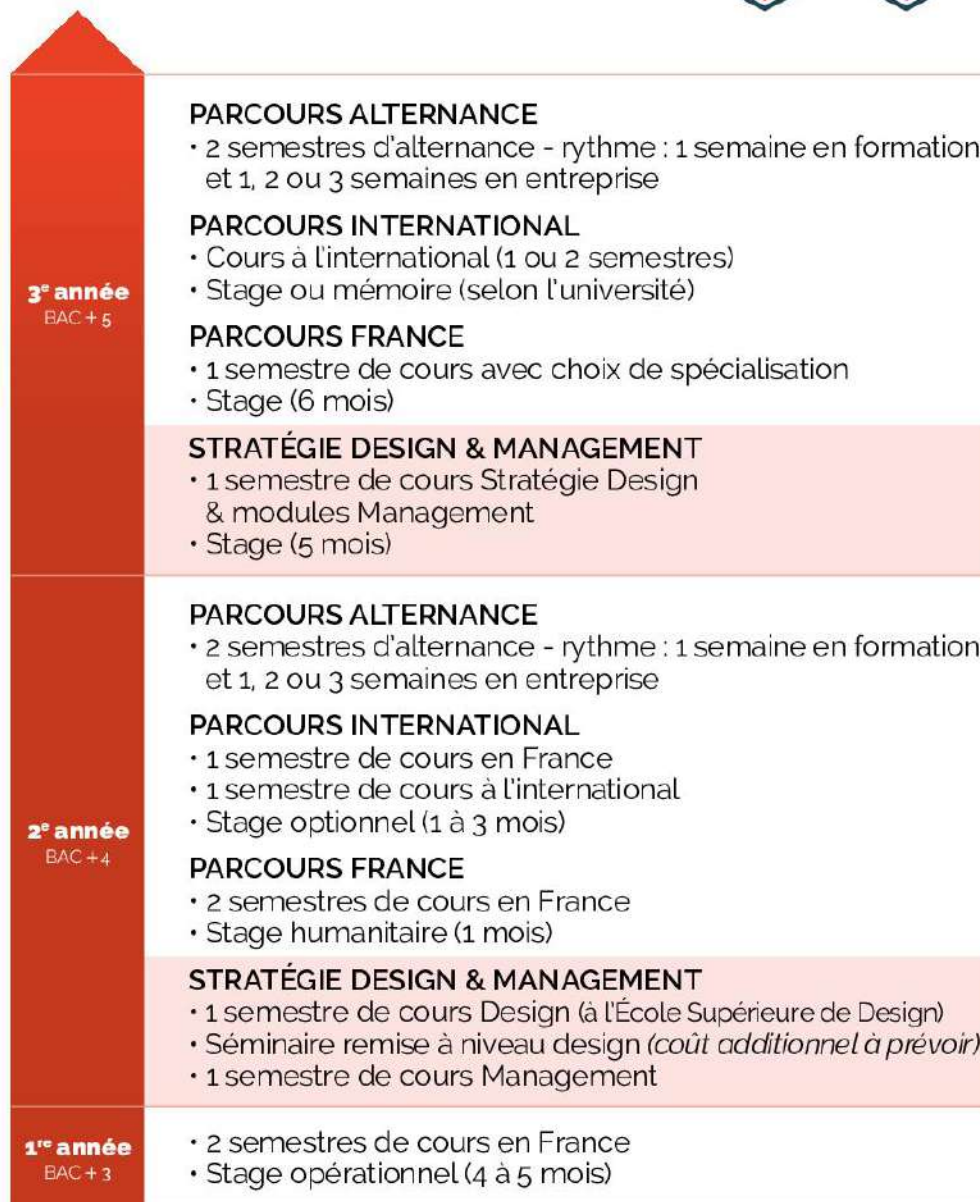 PARCOURS ALTERNANCE
• 2 semestres d'alternance - rythme : 1 semaine en formation
et 1, 2 ou 3 semaines en entreprise
PARCOURS INTERNATIONAL
• Cours à l'international (1 ou 2 semestres)
• Stage ou mémoire (selon l'université)
3e année
BAC + 5
PARCOURS FRANCE
• 1 semestre de cours avec choix de spécialisation
• Stage (6 mois)
STRATÉGIE DESIGN & MANAGEMENT
• 1 semestre de cours Stratégie Design
& modules Management
• Stage (5 mois)
PARCOURS ALTERNANCE
• 2 semestres d'alternance - rythme : 1 semaine en formation
et 1, 2 ou 3 semaines en entreprise
PARCOURS INTERNATIONAL
• 1 semestre de cours en France
• 1 semestre de cours à l'international
• Stage optionnel (1 à 3 mois)
2e année
BAC + 4
PARCOURS FRANCE
• 2 semestres de cours en France
• Stage humanitaire (1 mois)
STRATÉGIE DESIGN & MANAGEMENT
• 1 semestre de cours Design (à l'École Supérieure de Design)
• Séminaire remise à niveau design (coût additionnel à prévoir)
• 1 semestre de cours Management
1re année
BAC + 3
• 2 semestres de cours en France
• Stage opérationnel (4 à 5 mois)